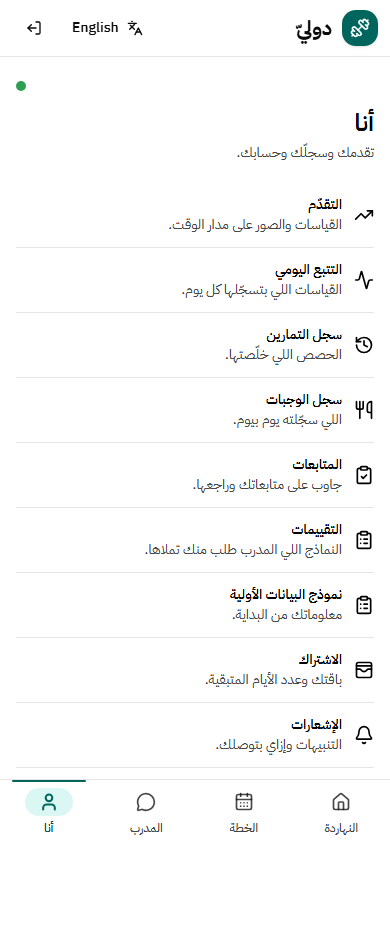 دوليّ
English
أنا
تقدمك وسجلّك وحسابك.
التقدّم
القياسات والصور على مدار الوقت.
التتبع اليومي
القياسات اللي بتسجّلها كل يوم.
سجل التمارين
الحصص اللي خلّصتها.
سجل الوجبات
اللي سجّلته يوم بيوم.
المتابعات
جاوب على متابعاتك وراجعها.
التقييمات
النماذج اللي المدرب طلب منك تملاها.
نموذج البيانات الأولية
معلوماتك من البداية.
الاشتراك
باقتك وعدد الأيام المتبقية.
الإشعارات
التنبيهات وإزاي بتوصلك.
النهاردة
الخطة
المدرب
أنا